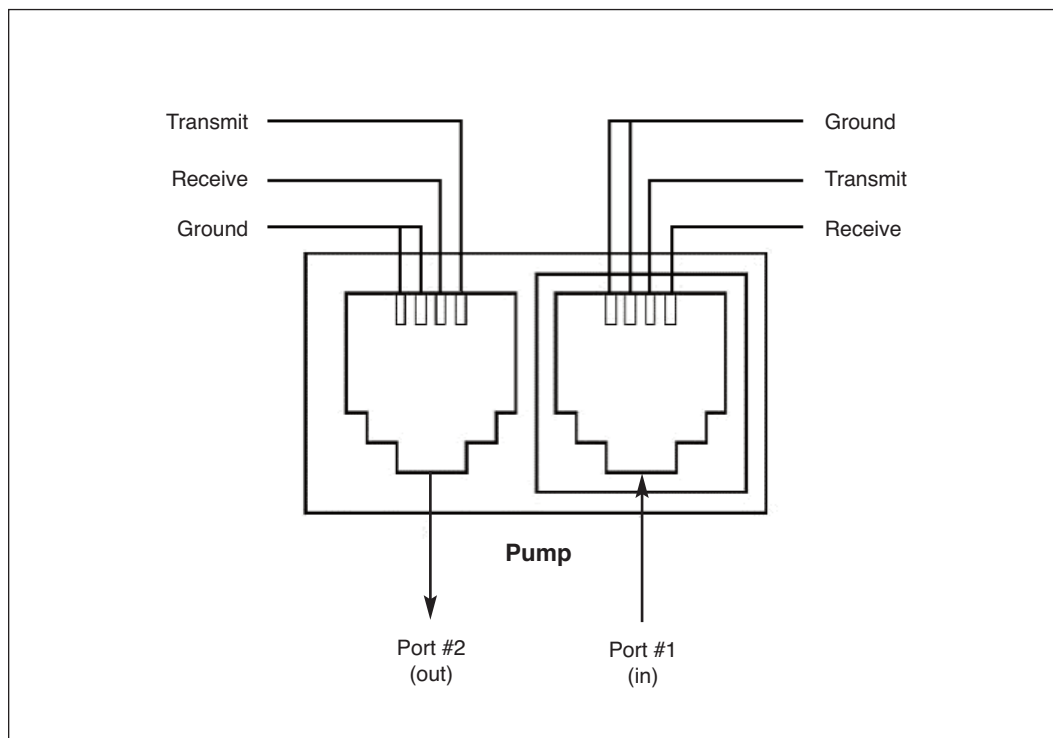 Transmit
Receive
Ground
Ground
Transmit
Receive
Pump
Port #2
(out)
Port #1
(in)